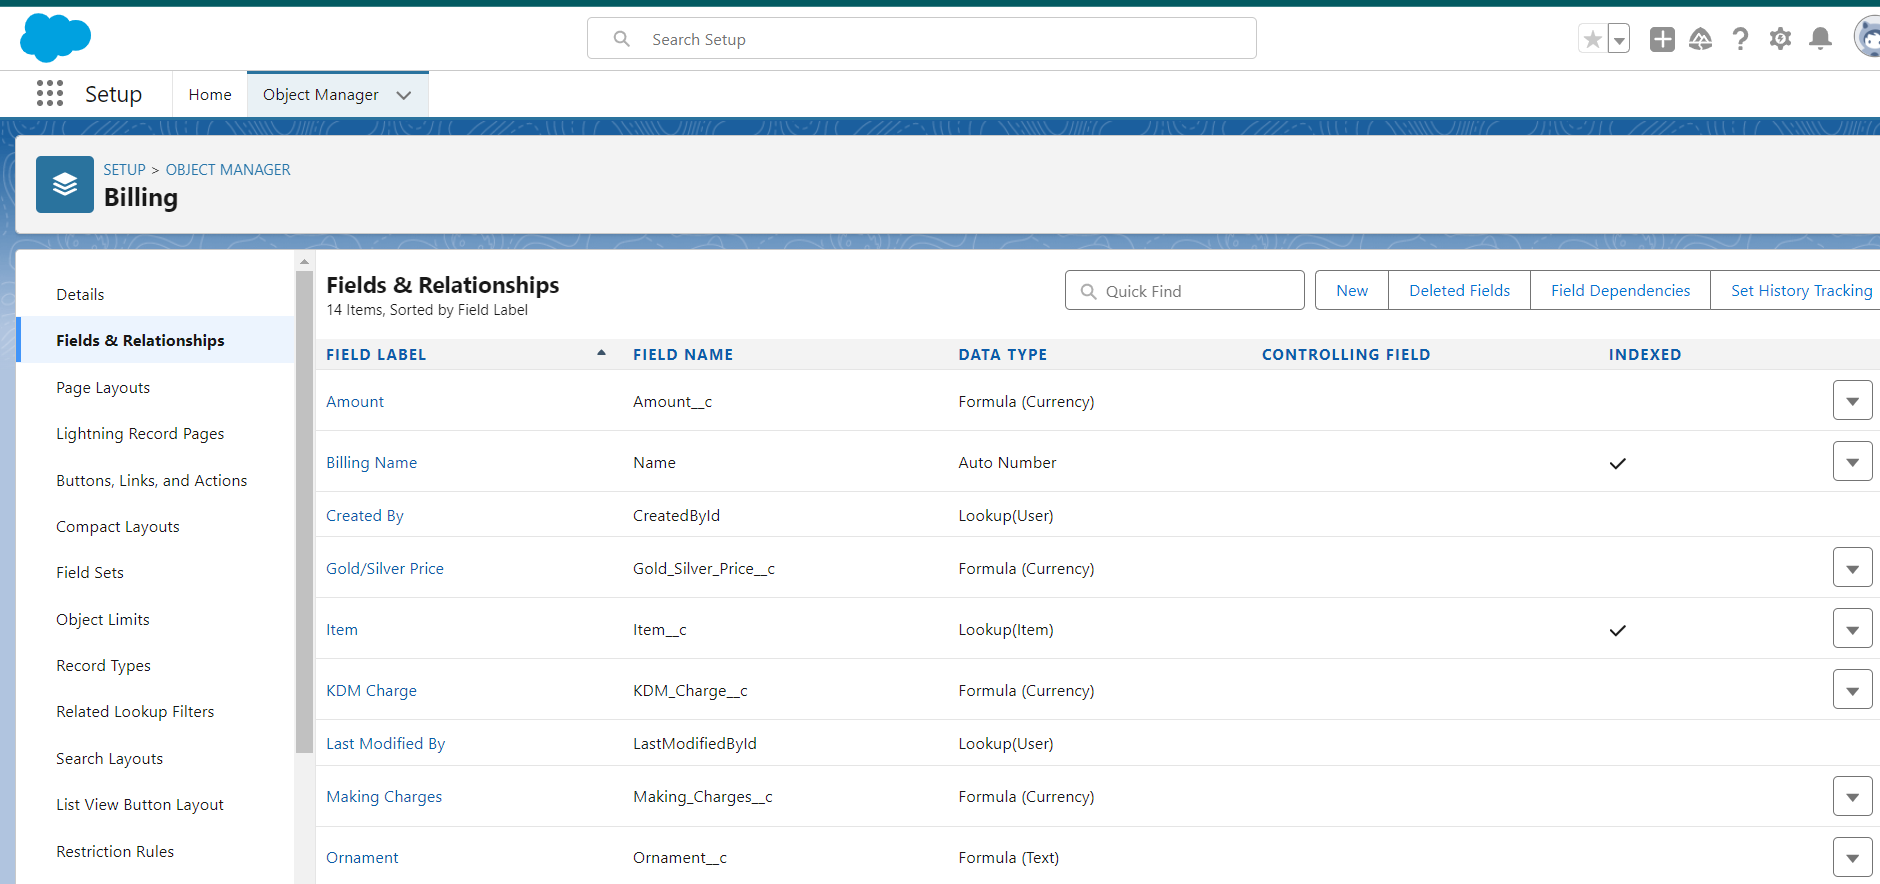 Search Setup
Setup Home Object Manager
SETUP > OBJECT MANAGER
Billing
Details
Fields & Relationships
Page Layouts
Lightning Record Pages
Buttons, Links, and Actions
Compact Layouts
Field Sets
Object Limits
Record Types
Related Lookup Filters
Search Layouts
List View Button Layout
Restriction Rules
Fields & Relationships
14 Items, Sorted by Field Label
Quick Find New Deleted Fields Field Dependencies Set History Tracking
FIELD LABEL FIELD NAME DATA TYPE CONTROLLING FIELD INDEXED
Amount Amount__c Formula (Currency)
Billing Name Name Auto Number
Created By CreatedById Lookup(User)
Gold/Silver Price Gold_Silver_Price__c Formula (Currency)
Item Item__c Lookup(Item)
KDM Charge KDM_Charge__c Formula (Currency)
Last Modified By LastModifiedById Lookup(User)
Making Charges Making_Charges__c Formula (Currency)
Ornament Ornament__c Formula (Text)